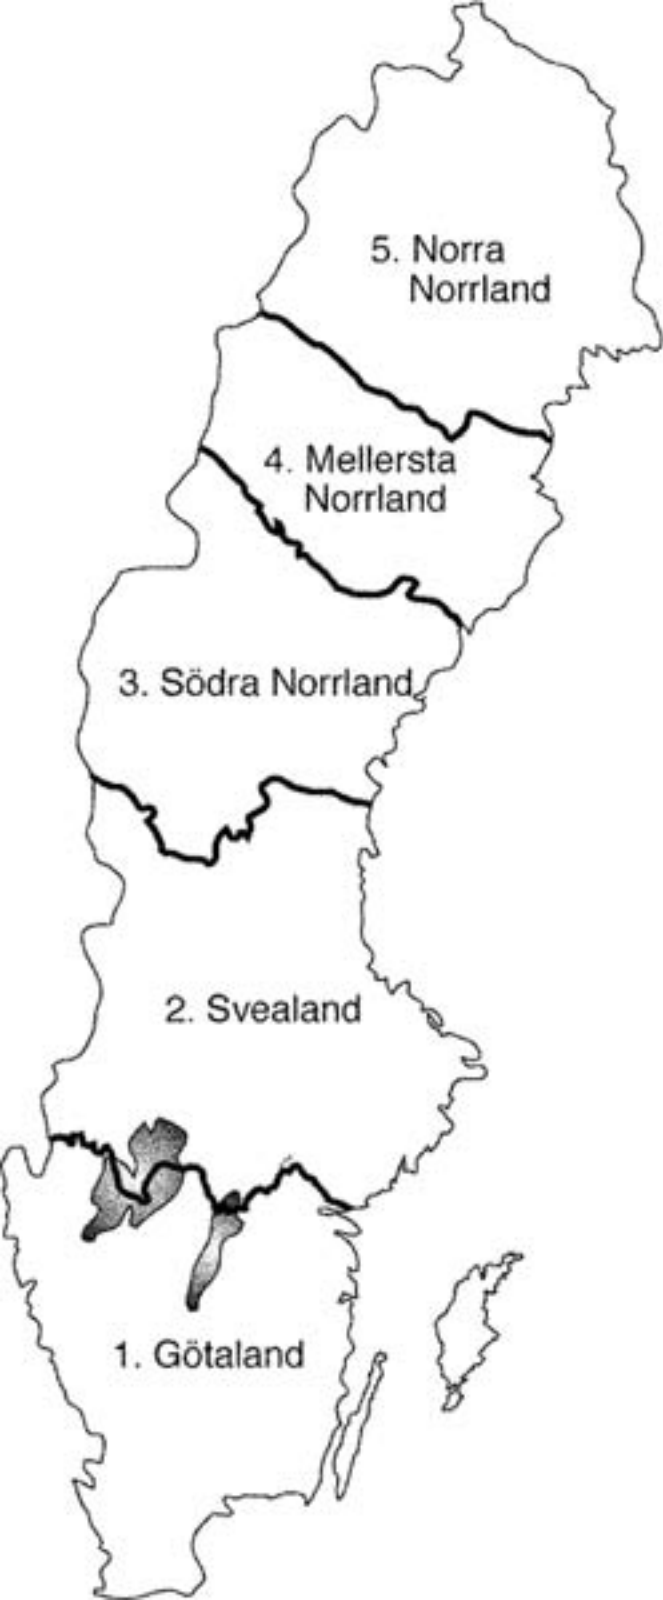 5. Norra
Norrland
4. Mellersta
Norrland
3. Södra Norrland
2. Svealand
1. Götaland